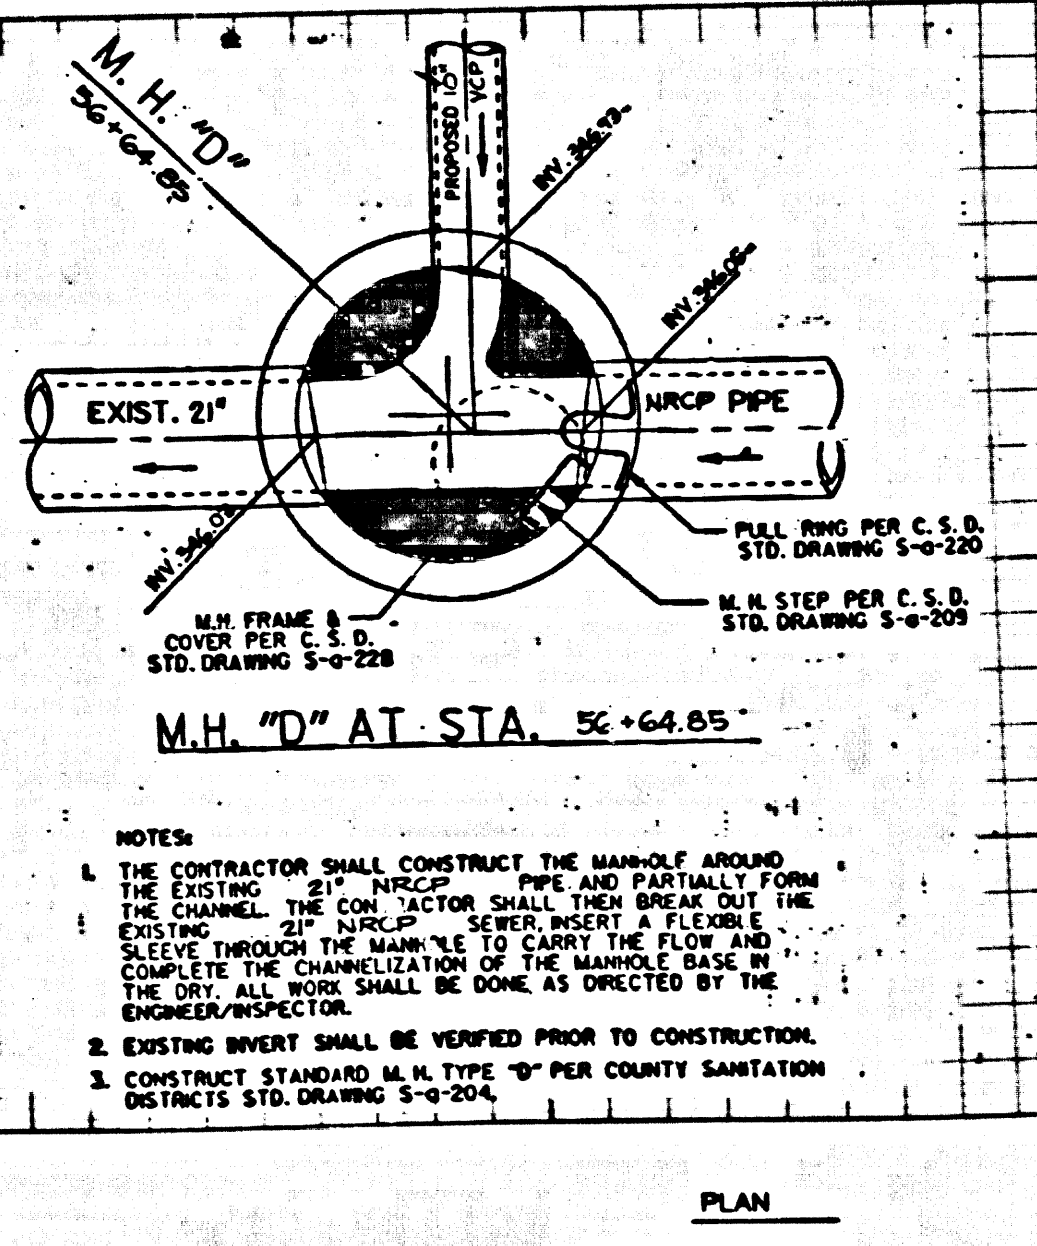 M. H. "D"
56+64.85
PROPOSED 10"
VCP
INV. 346.93
INV. 346.05
EXIST. 21"
NRCP PIPE
INV. 346.02
PULL RING PER C. S. D.
STD. DRAWING S-a-220
M. H. STEP PER C. S. D.
STD. DRAWING S-a-209
M.H. FRAME &
COVER PER C. S. D.
STD. DRAWING S-a-228
M.H. "D" AT STA. 56+64.85
NOTES:
1. THE CONTRACTOR SHALL CONSTRUCT THE MANHOLE AROUND
THE EXISTING 21" NRCP PIPE AND PARTIALLY FORM
THE CHANNEL. THE CONTRACTOR SHALL THEN BREAK OUT THE
EXISTING 21" NRCP SEWER, INSERT A FLEXIBLE
SLEEVE THROUGH THE MANHOLE TO CARRY THE FLOW AND
COMPLETE THE CHANNELIZATION OF THE MANHOLE BASE IN
THE DRY. ALL WORK SHALL BE DONE AS DIRECTED BY THE
ENGINEER/INSPECTOR.
2. EXISTING INVERT SHALL BE VERIFIED PRIOR TO CONSTRUCTION.
3. CONSTRUCT STANDARD M. H. TYPE "D" PER COUNTY SANITATION
DISTRICTS STD. DRAWING S-a-204.
PLAN